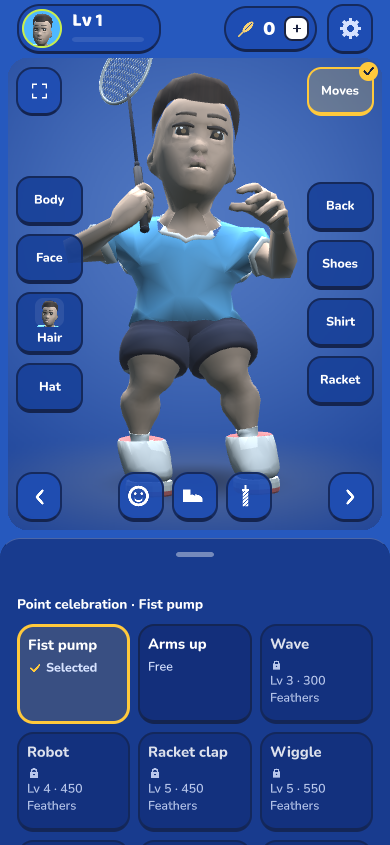 Lv 1
0
+
Moves
Body
Back
Face
Shoes
Hair
Shirt
Hat
Racket
Point celebration · Fist pump
Fist pump
Selected
Arms up
Free
Wave
Lv 3 · 300
Feathers
Robot
Lv 4 · 450
Feathers
Racket clap
Lv 5 · 450
Feathers
Wiggle
Lv 5 · 550
Feathers